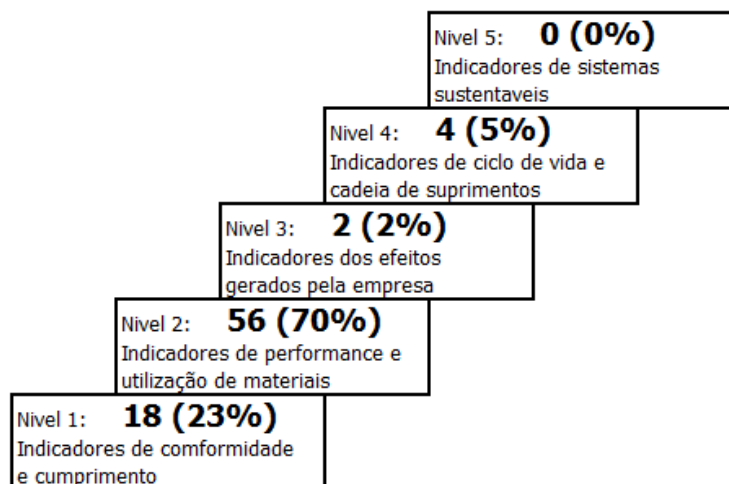 Nivel 5: 0 (0%)
Indicadores de sistemas
sustentaveis
Nivel 4: 4 (5%)
Indicadores de ciclo de vida e
cadeia de suprimentos
Nivel 3: 2 (2%)
Indicadores dos efeitos
gerados pela empresa
Nivel 2: 56 (70%)
Indicadores de performance e
utilização de materiais
Nivel 1: 18 (23%)
Indicadores de comformidade
e cumprimento